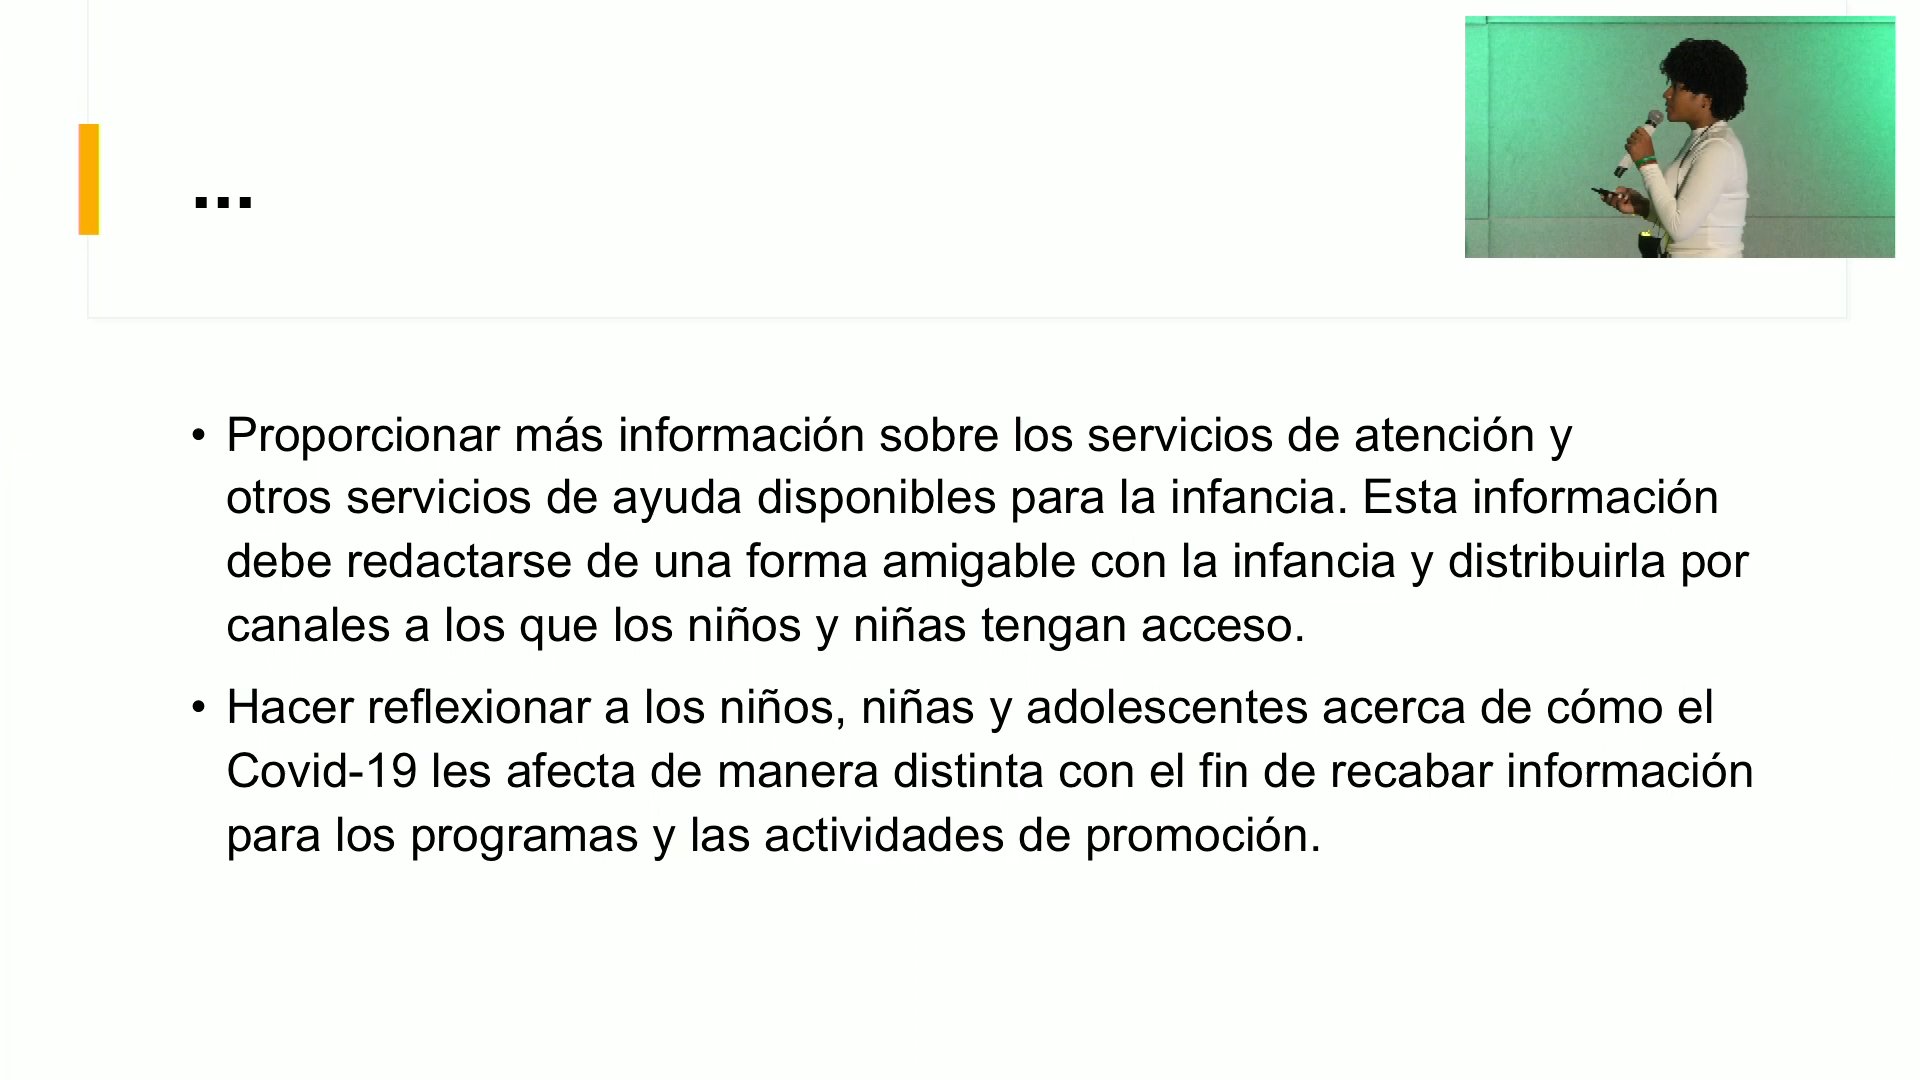 ...
• Proporcionar más información sobre los servicios de atención y
otros servicios de ayuda disponibles para la infancia. Esta información
debe redactarse de una forma amigable con la infancia y distribuirla por
canales a los que los niños y niñas tengan acceso.
• Hacer reflexionar a los niños, niñas y adolescentes acerca de cómo el
Covid-19 les afecta de manera distinta con el fin de recabar información
para los programas y las actividades de promoción.